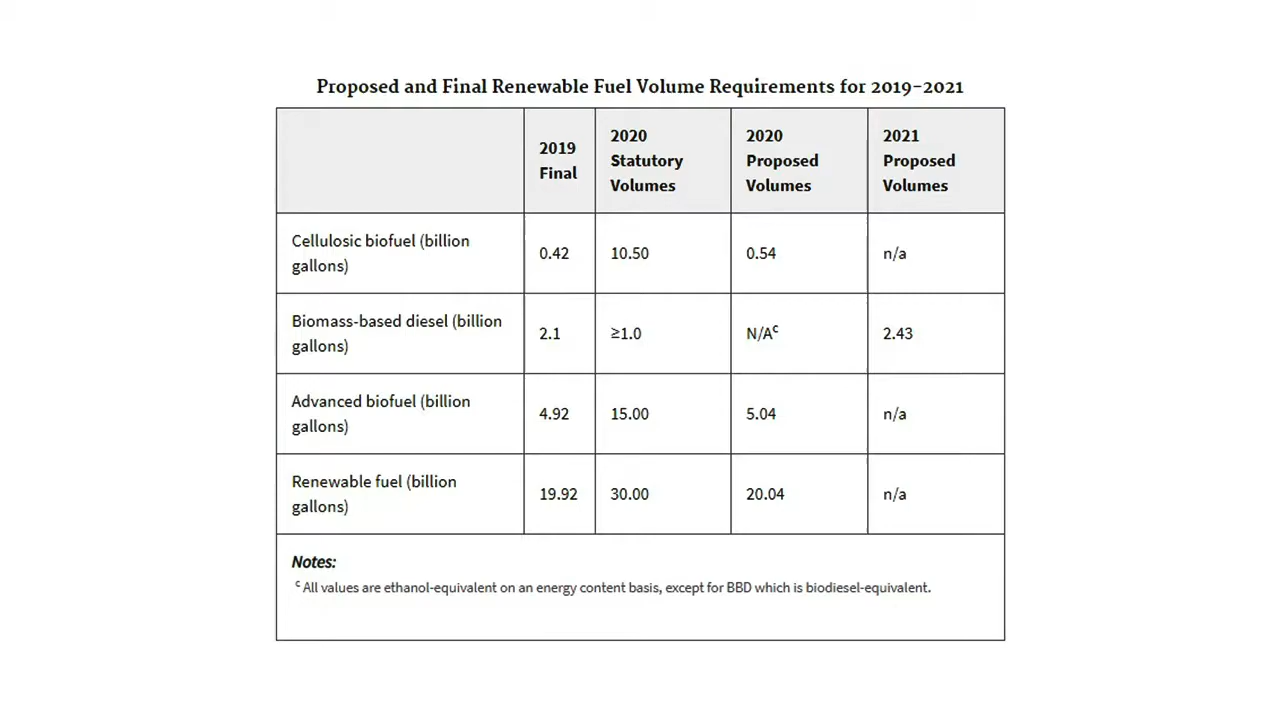 Proposed and Final Renewable Fuel Volume Requirements for 2019–2021
2019
Final
2020
Statutory
Volumes
2020
Proposed
Volumes
2021
Proposed
Volumes
Cellulosic biofuel (billion
gallons)
0.42
10.50
0.54
n/a
Biomass-based diesel (billion
gallons)
2.1
≥1.0
N/Aᶜ
2.43
Advanced biofuel (billion
gallons)
4.92
15.00
5.04
n/a
Renewable fuel (billion
gallons)
19.92
30.00
20.04
n/a
Notes:
ᶜ All values are ethanol-equivalent on an energy content basis, except for BBD which is biodiesel-equivalent.